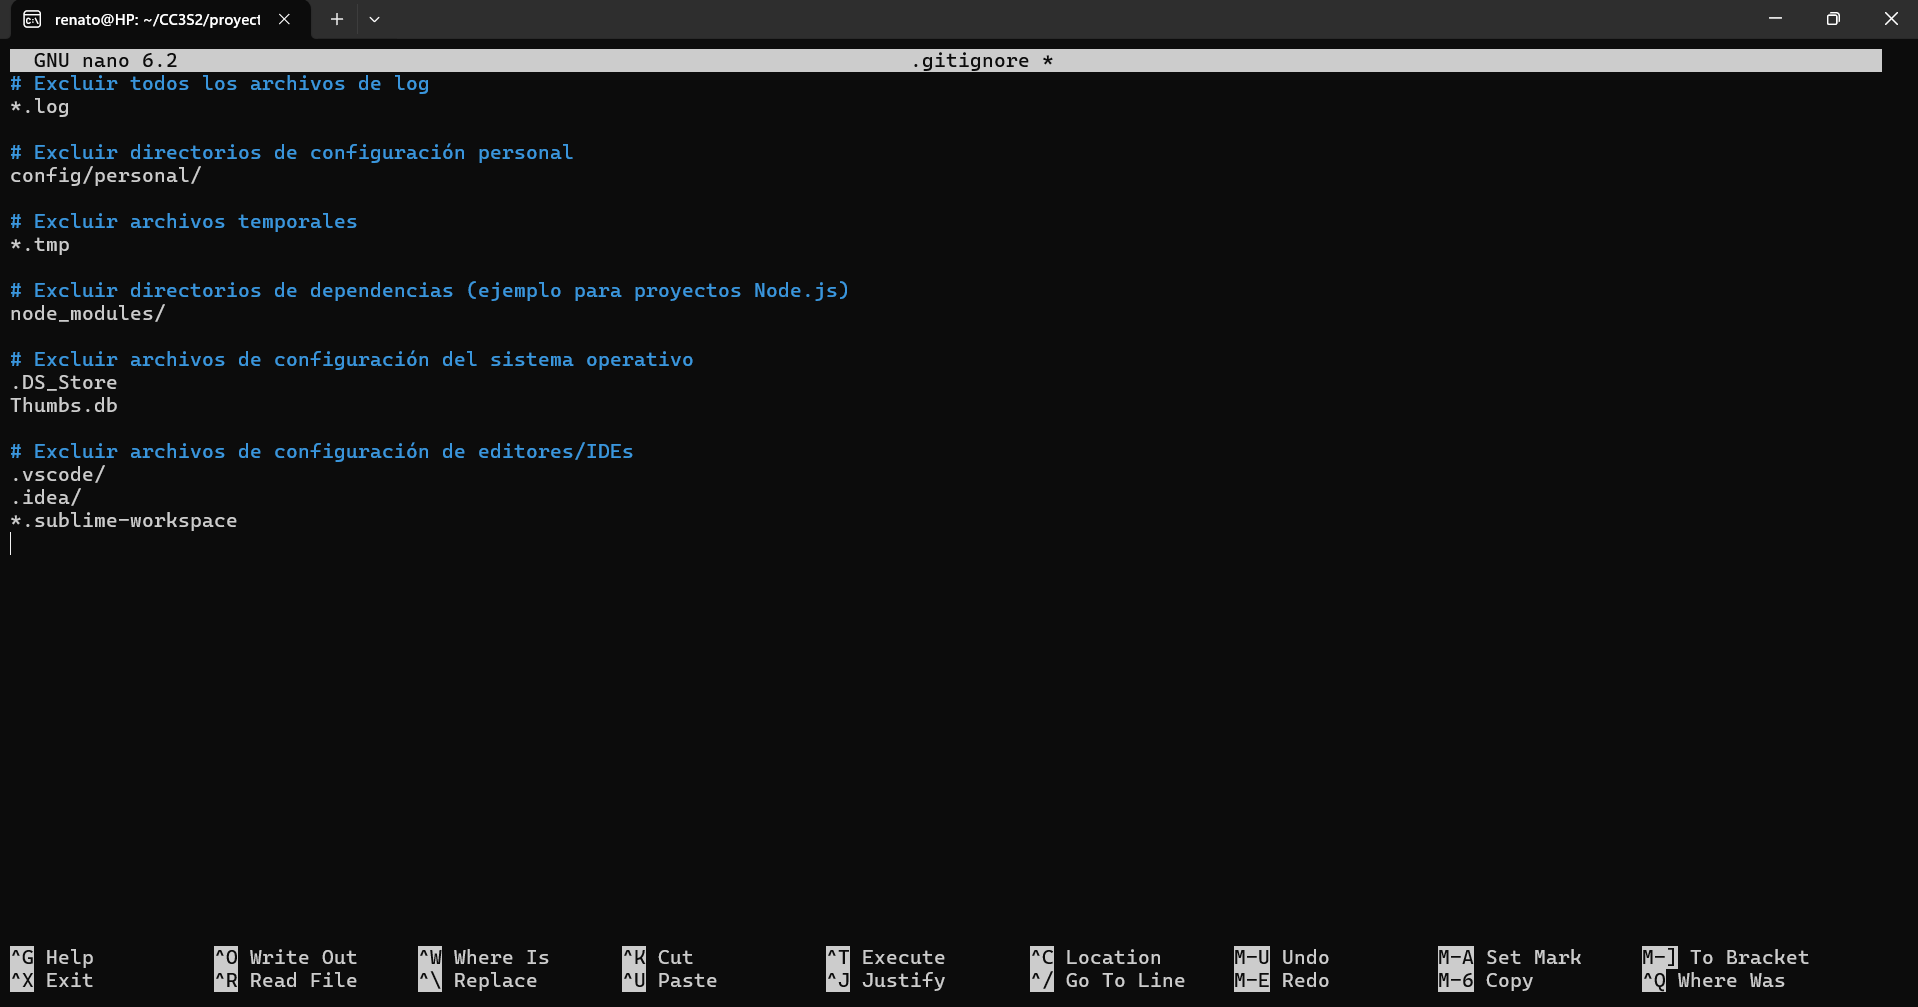 renato@HP: ~/CC3S2/proyect
GNU nano 6.2 .gitignore *
# Excluir todos los archivos de log
*.log
# Excluir directorios de configuración personal
config/personal/
# Excluir archivos temporales
*.tmp
# Excluir directorios de dependencias (ejemplo para proyectos Node.js)
node_modules/
# Excluir archivos de configuración del sistema operativo
.DS_Store
Thumbs.db
# Excluir archivos de configuración de editores/IDEs
.vscode/
.idea/
*.sublime-workspace
^G Help ^O Write Out ^W Where Is ^K Cut ^T Execute ^C Location M-U Undo M-A Set Mark M-] To Bracket
^X Exit ^R Read File ^\ Replace ^U Paste ^J Justify ^/ Go To Line M-E Redo M-6 Copy ^Q Where Was